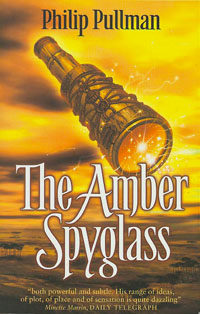 Philip Pullman
The Amber
Spyglass
"both powerful and subtle. His range of ideas,
of plot, of place and of sensation is quite dazzling"
Minette Marrin, DAILY TELEGRAPH